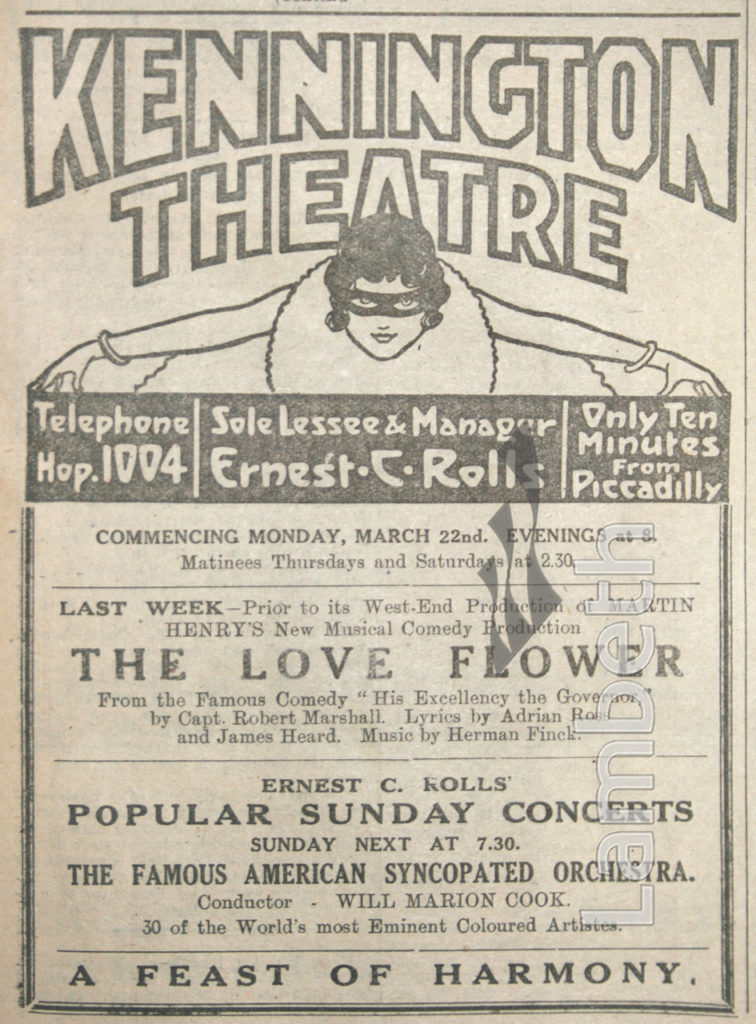 KENNINGTON
THEATRE
Telephone
Hop. 1004
Sole Lessee & Manager
Ernest · C · Rolls
Only Ten
Minutes
From
Piccadilly
COMMENCING MONDAY, MARCH 22nd. EVENINGS at 8.
Matinees Thursdays and Saturdays at 2.30.
LAST WEEK—Prior to its West-End Production of MARTIN
HENRY'S New Musical Comedy Production
THE LOVE FLOWER
From the Famous Comedy "His Excellency the Governor,"
by Capt. Robert Marshall. Lyrics by Adrian Ross
and James Heard. Music by Herman Finck.
ERNEST C. ROLLS'
POPULAR SUNDAY CONCERTS
SUNDAY NEXT AT 7.30.
THE FAMOUS AMERICAN SYNCOPATED ORCHESTRA.
Conductor - WILL MARION COOK.
30 of the World's most Eminent Coloured Artistes.
A FEAST OF HARMONY.
Lambeth